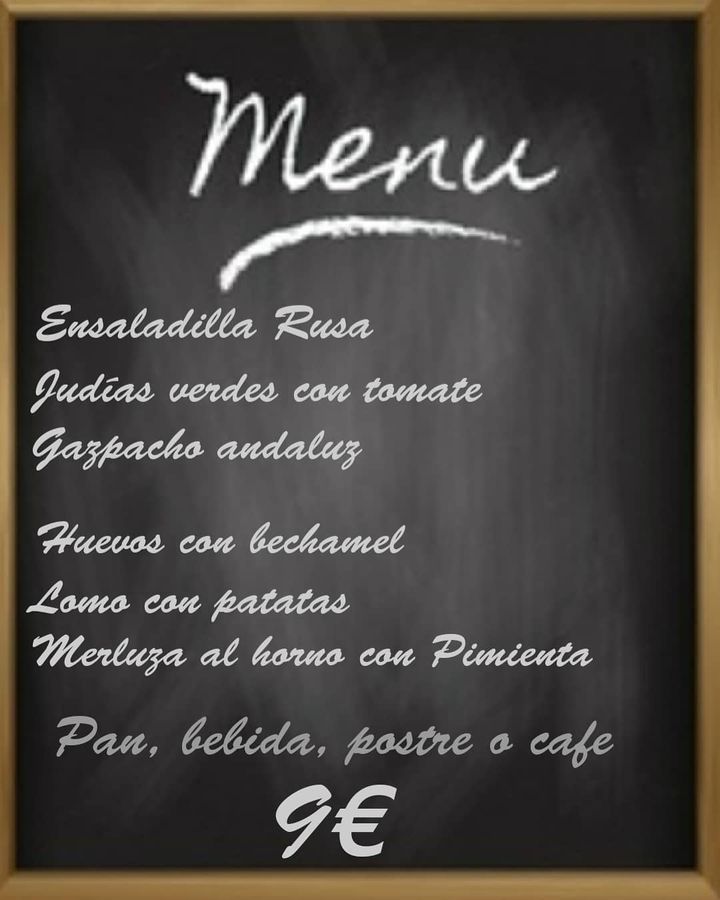 Menu
Ensaladilla Rusa
Judías verdes con tomate
Gazpacho andaluz
Huevos con bechamel
Lomo con patatas
Merluza al horno con Pimienta
Pan, bebida, postre o cafe
9€